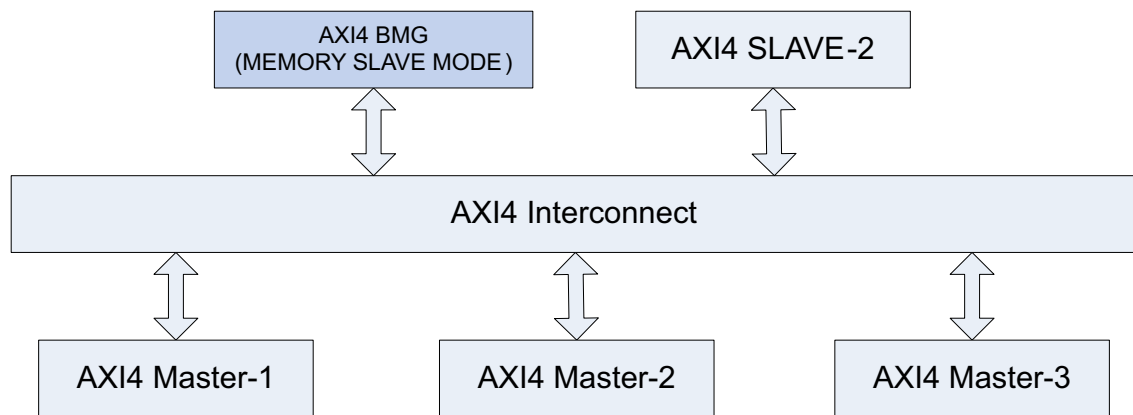 AXI4 BMG
(MEMORY SLAVE MODE)
AXI4 SLAVE-2
AXI4 Interconnect
AXI4 Master-1
AXI4 Master-2
AXI4 Master-3